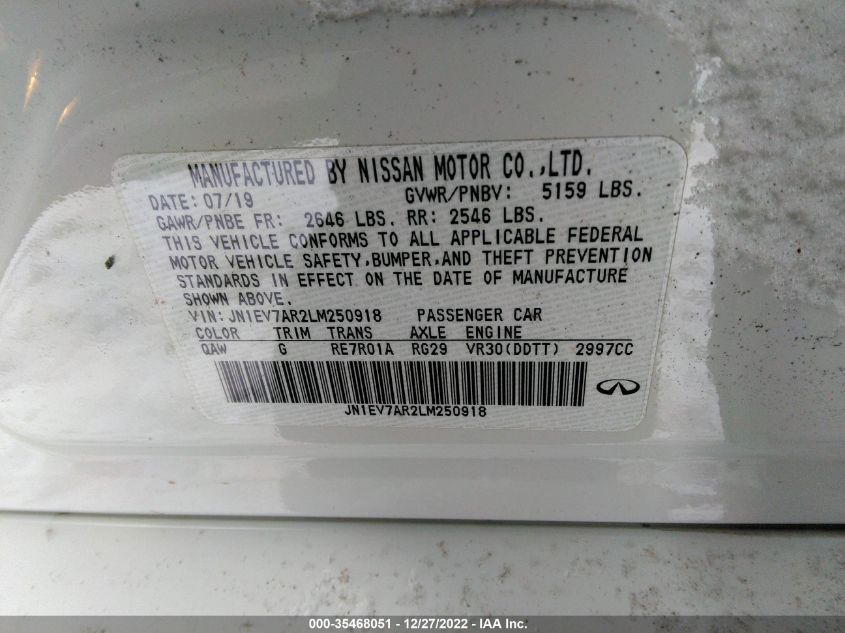 MANUFACTURED BY NISSAN MOTOR CO.,LTD.
DATE: 07/19 GVWR/PNBV: 5159 LBS.
GAWR/PNBE FR: 2646 LBS. RR: 2546 LBS.
THIS VEHICLE CONFORMS TO ALL APPLICABLE FEDERAL
MOTOR VEHICLE SAFETY,BUMPER,AND THEFT PREVENTION
STANDARDS IN EFFECT ON THE DATE OF MANUFACTURE
SHOWN ABOVE.
VIN: JN1EV7AR2LM250918 PASSENGER CAR
COLOR TRIM TRANS AXLE ENGINE
QAW G RE7R01A RG29 VR30(DDTT) 2997CC
JN1EV7AR2LM250918
000-35468051 - 12/27/2022 - IAA Inc.